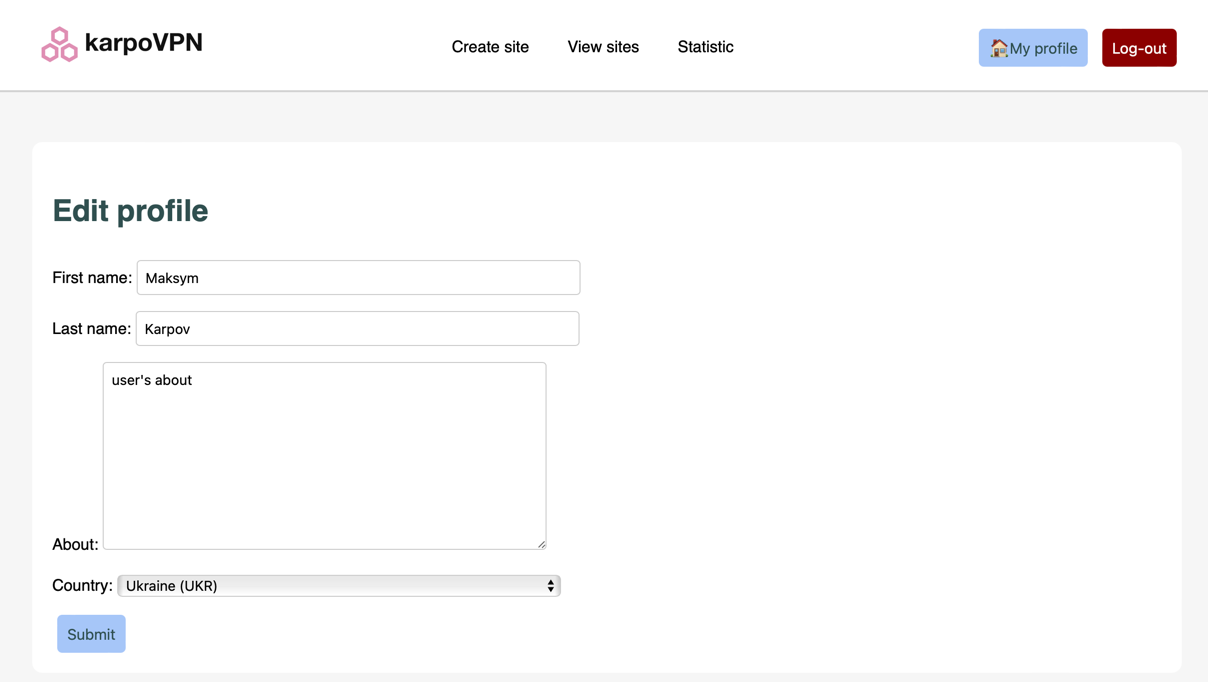 karpoVPN
Create site
View sites
Statistic
My profile
Log-out
Edit profile
First name: Maksym
Last name: Karpov
user's about
About:
Country: Ukraine (UKR)
Submit